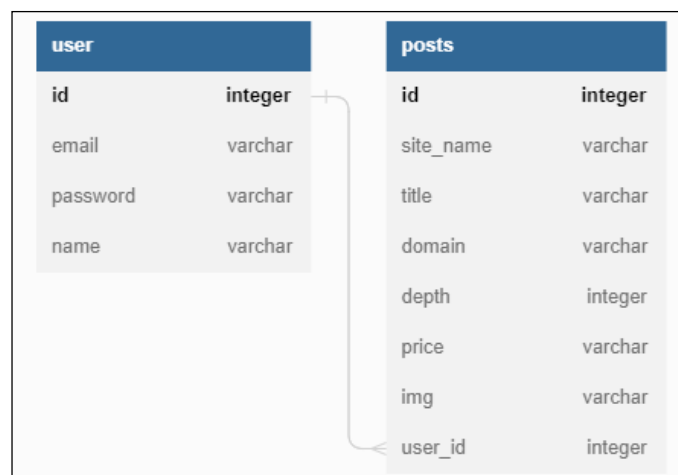 user
id integer
email varchar
password varchar
name varchar
posts
id integer
site_name varchar
title varchar
domain varchar
depth integer
price varchar
img varchar
user_id integer